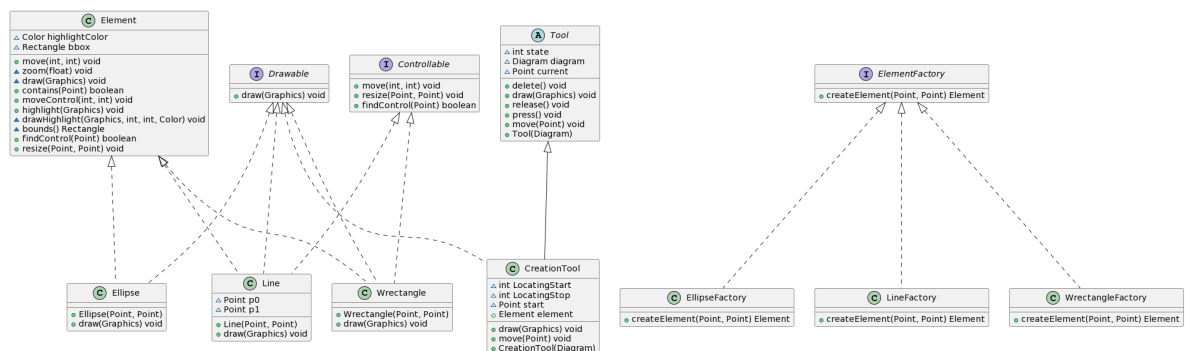 C Element
Color highlightColor
Rectangle bbox
move(int, int) void
zoom(float) void
draw(Graphics) void
contains(Point) boolean
moveControl(int, int) void
highlight(Graphics) void
drawHighlight(Graphics, int, int, Color) void
bounds() Rectangle
findControl(Point) boolean
resize(Point, Point) void
I Drawable
draw(Graphics) void
I Controllable
move(int, int) void
resize(Point, Point) void
findControl(Point) boolean
A Tool
int state
Diagram diagram
Point current
delete() void
draw(Graphics) void
release() void
press() void
move(Point) void
Tool(Diagram)
I ElementFactory
createElement(Point, Point) Element
C Ellipse
Ellipse(Point, Point)
draw(Graphics) void
C Line
Point p0
Point p1
Line(Point, Point)
draw(Graphics) void
C Wrectangle
Wrectangle(Point, Point)
draw(Graphics) void
C CreationTool
int LocatingStart
int LocatingStop
Point start
Element element
draw(Graphics) void
move(Point) void
CreationTool(Diagram)
C EllipseFactory
createElement(Point, Point) Element
C LineFactory
createElement(Point, Point) Element
C WrectangleFactory
createElement(Point, Point) Element